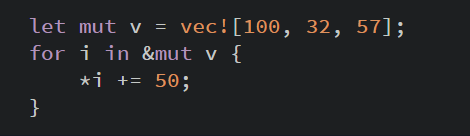 let mut v = vec![100, 32, 57];
for i in &mut v {
    *i += 50;
}